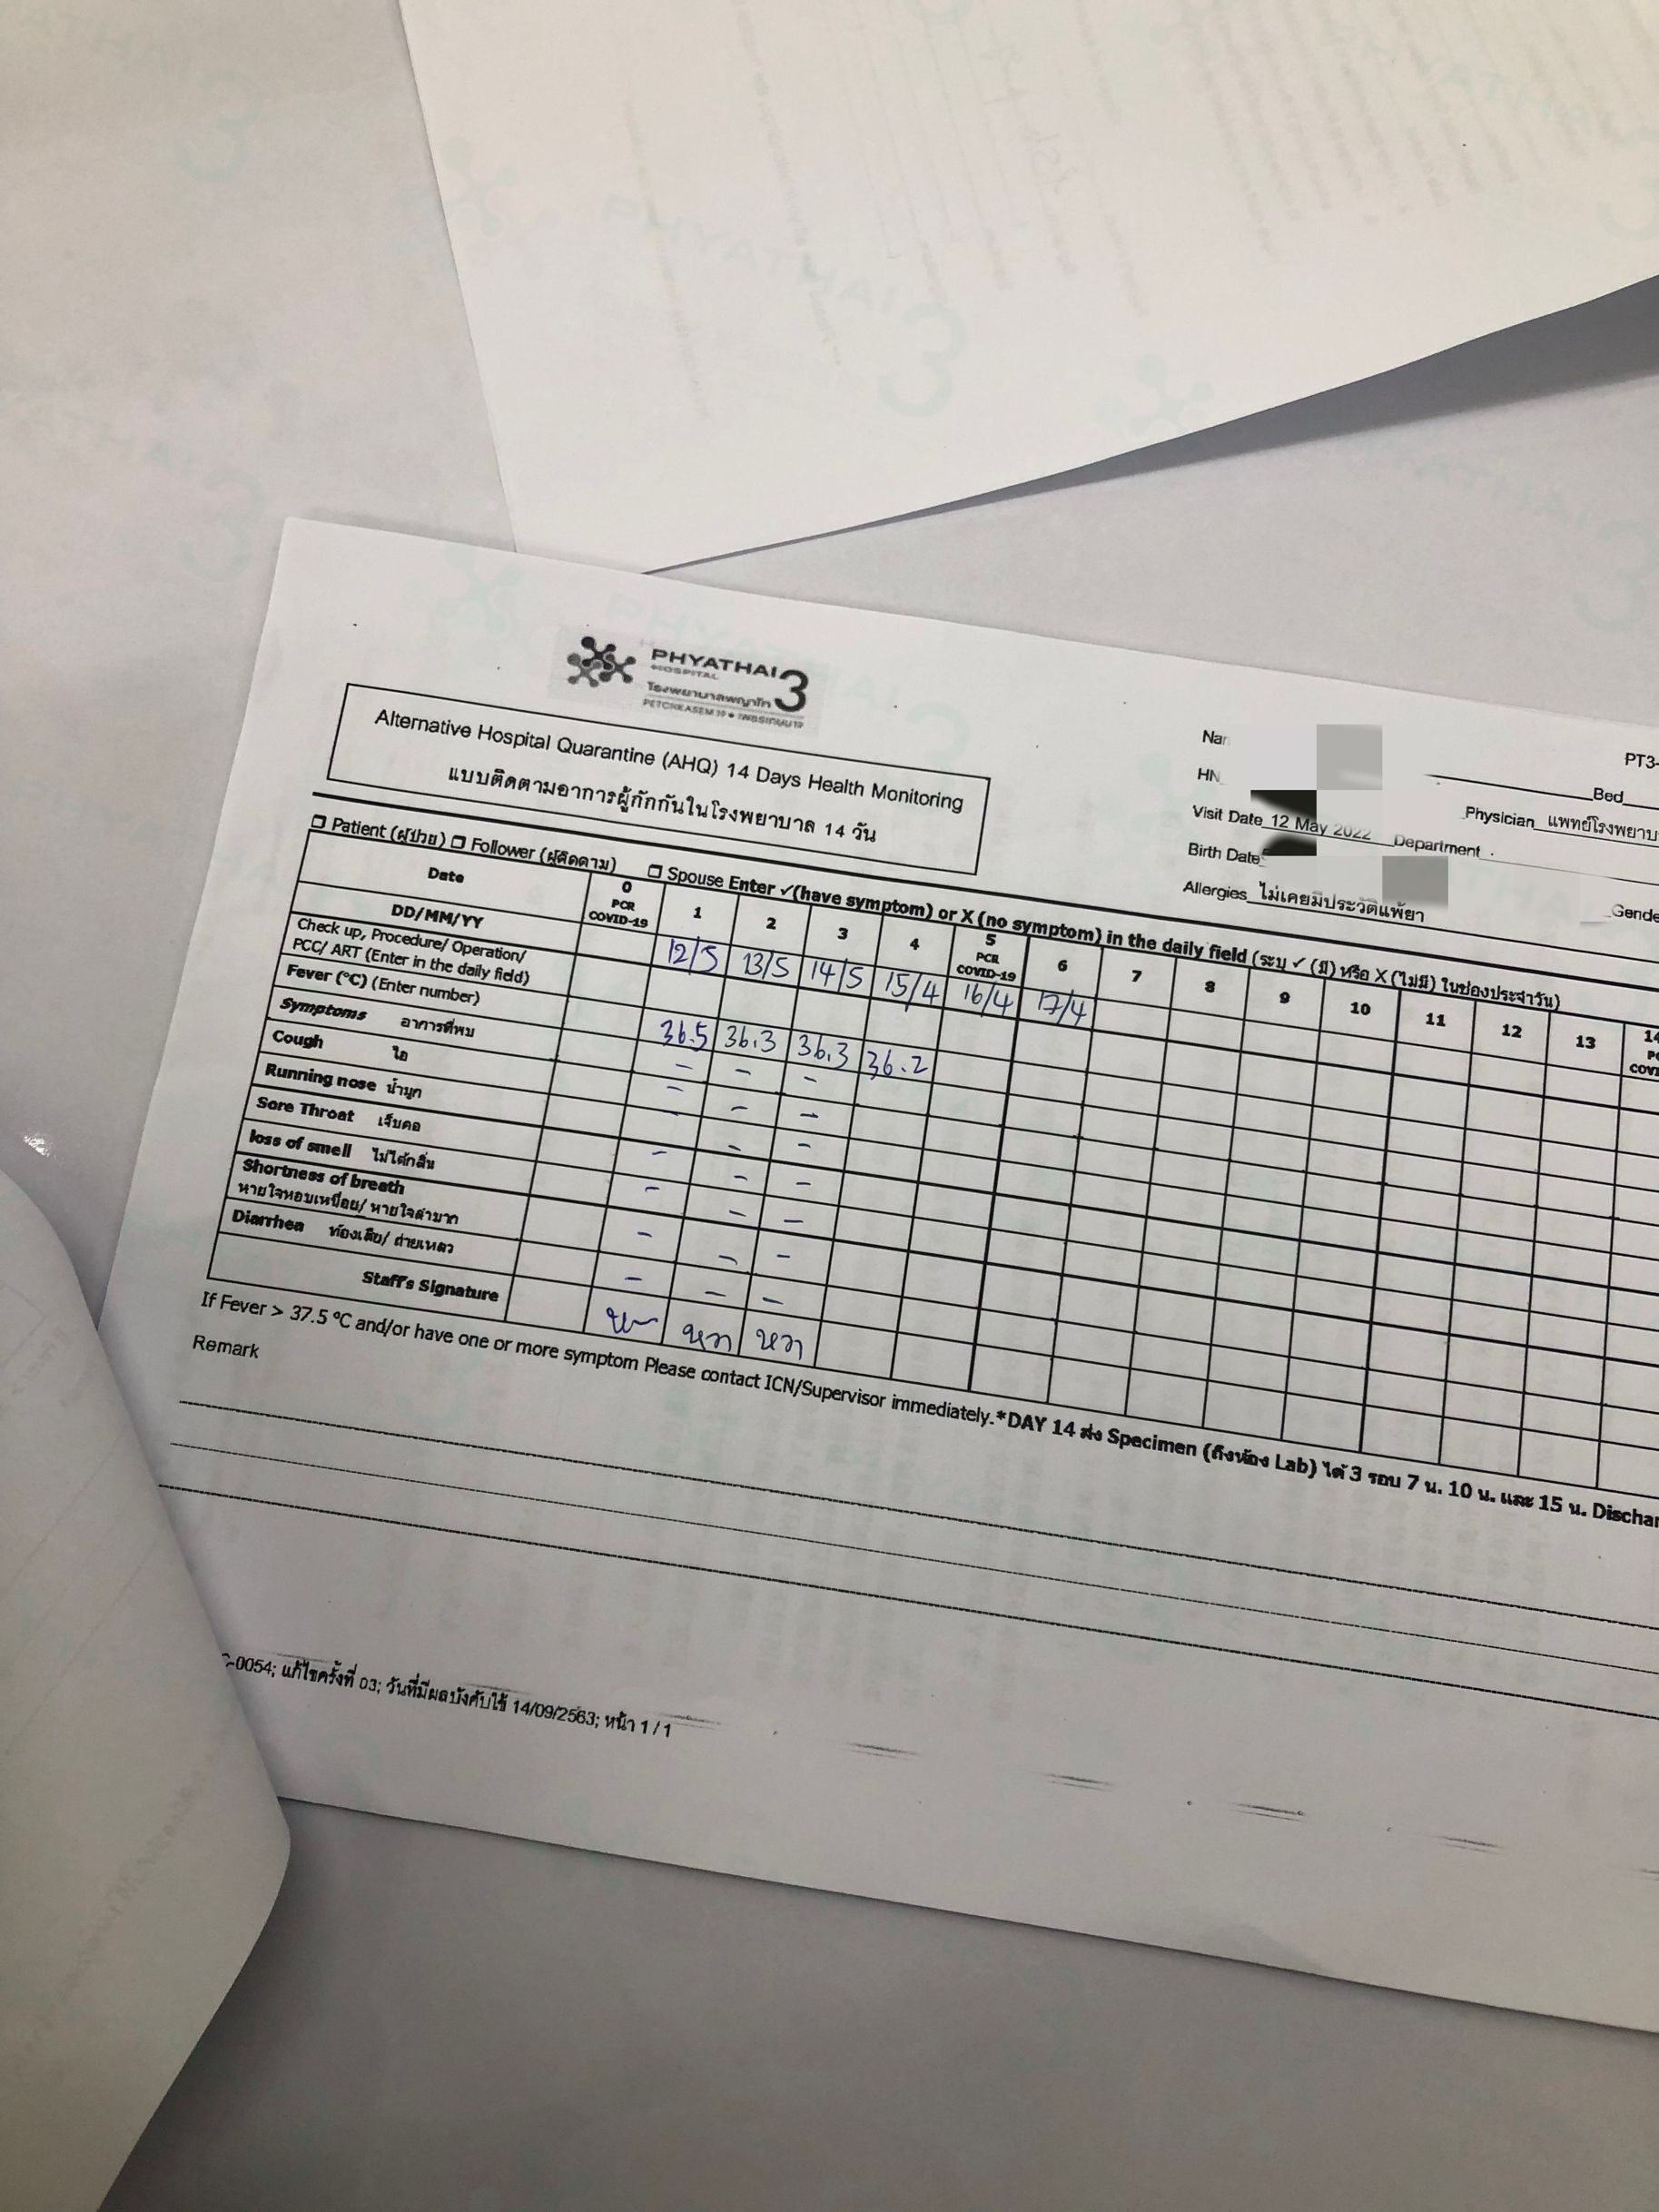 PHYATHAI 3
HOSPITAL
โรงพยาบาลพญาไท
PETCHKASEM 19 • เพชรเกษม 19
Alternative Hospital Quarantine (AHQ) 14 Days Health Monitoring
แบบติดตามอาการผู้กักกันในโรงพยาบาล 14 วัน
PT3-
HN
Bed
Visit Date 12 May 2022 Department
Physician แพทย์โรงพยาบ
Birth Date
Allergies ไม่เคยมีประวัติแพ้ยา
Gende
Patient (ผู้ป่วย) Follower (ผู้ติดตาม) Spouse Enter ✓(have symptom) or X (no symptom) in the daily field (ระบุ ✓ (มี) หรือ X (ไม่มี) ในช่องประจำวัน)
Date 0 PCR COVID-19 1 2 3 4 5 PCR COVID-19 6 7 8 9 10 11 12 13 14
DD/MM/YY 12/5 13/5 14/5 15/4 16/4 17/4
Check up, Procedure/ Operation/
PCC/ ART (Enter in the daily field)
Fever (°C) (Enter number) 36.5 36.3 36.3 36.2
Symptoms อาการที่พบ - - -
Cough ไอ - - -
Running nose น้ำมูก - - -
Sore Throat เจ็บคอ - - -
loss of smell ไม่ได้กลิ่น - - -
Shortness of breath
หายใจหอบเหนื่อย/ หายใจลำบาก - - -
Diarrhea ท้องเสีย/ ถ่ายเหลว - - -
Staff's Signature
If Fever > 37.5 °C and/or have one or more symptom Please contact ICN/Supervisor immediately.*DAY 14 ส่ง Specimen (ถึงห้อง Lab) ได้ 3 รอบ 7 น. 10 น. และ 15 น. Dischar
Remark
-0054; แก้ไขครั้งที่ 03; วันที่มีผลบังคับใช้ 14/09/2563; หน้า 1 / 1